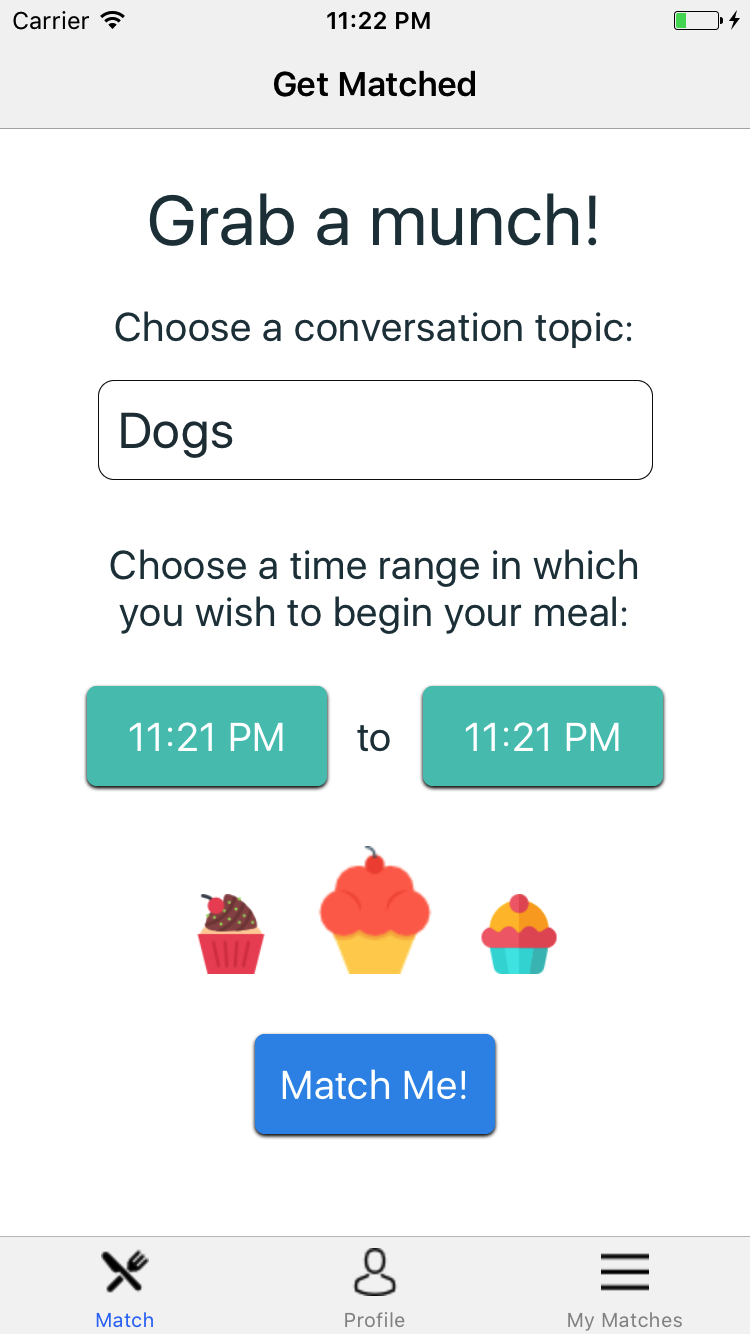 Carrier 11:22 PM
Get Matched
Grab a munch!
Choose a conversation topic:
Dogs
Choose a time range in which
you wish to begin your meal:
11:21 PM to 11:21 PM
Match Me!
Match Profile My Matches